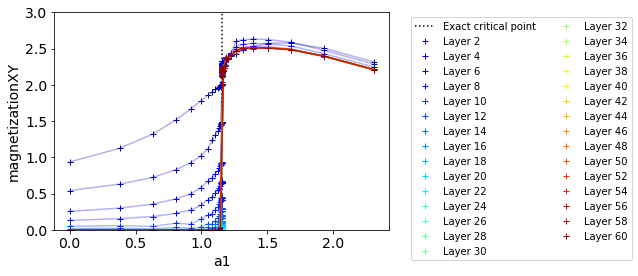 magnetizationXY
3.0
2.5
2.0
1.5
1.0
0.5
0.0
0.0 0.5 1.0 1.5 2.0
a1
Exact critical point
Layer 2
Layer 4
Layer 6
Layer 8
Layer 10
Layer 12
Layer 14
Layer 16
Layer 18
Layer 20
Layer 22
Layer 24
Layer 26
Layer 28
Layer 30
Layer 32
Layer 34
Layer 36
Layer 38
Layer 40
Layer 42
Layer 44
Layer 46
Layer 48
Layer 50
Layer 52
Layer 54
Layer 56
Layer 58
Layer 60